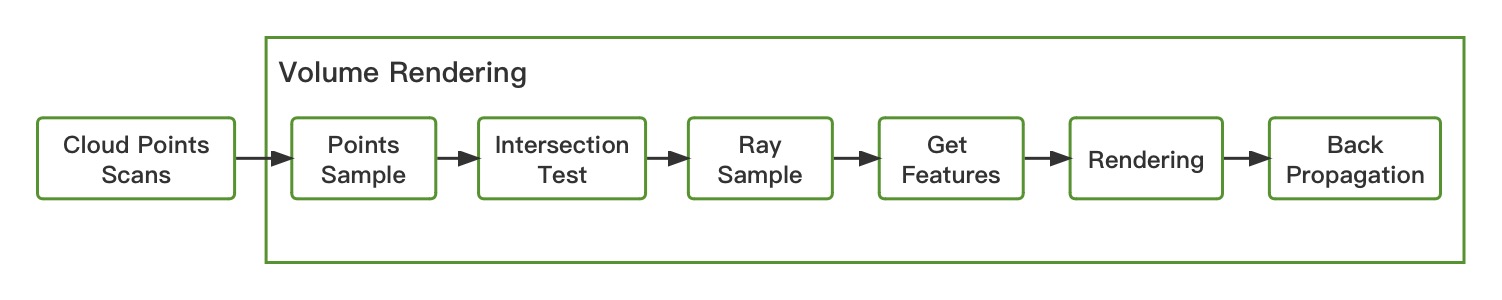 Volume Rendering
Cloud Points
Scans
Points
Sample
Intersection
Test
Ray
Sample
Get
Features
Rendering
Back
Propagation